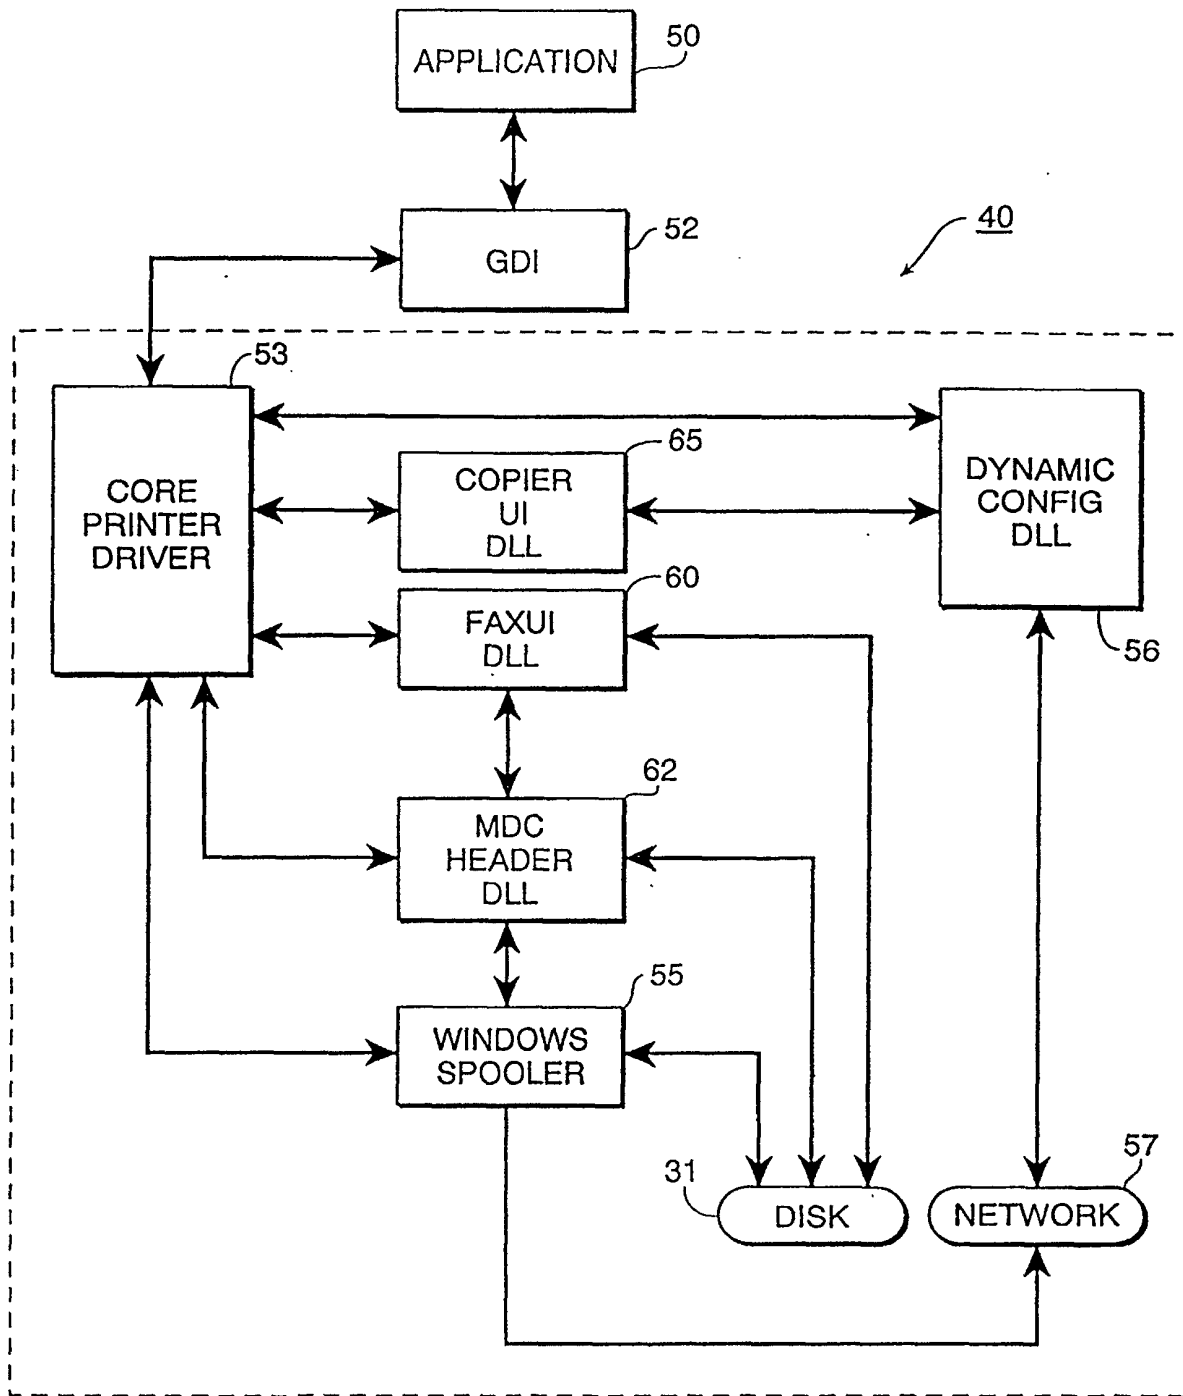 APPLICATION
50
GDI
52
40
53
CORE
PRINTER
DRIVER
65
COPIER
UI
DLL
DYNAMIC
CONFIG
DLL
56
60
FAXUI
DLL
62
MDC
HEADER
DLL
55
WINDOWS
SPOOLER
31
DISK
57
NETWORK